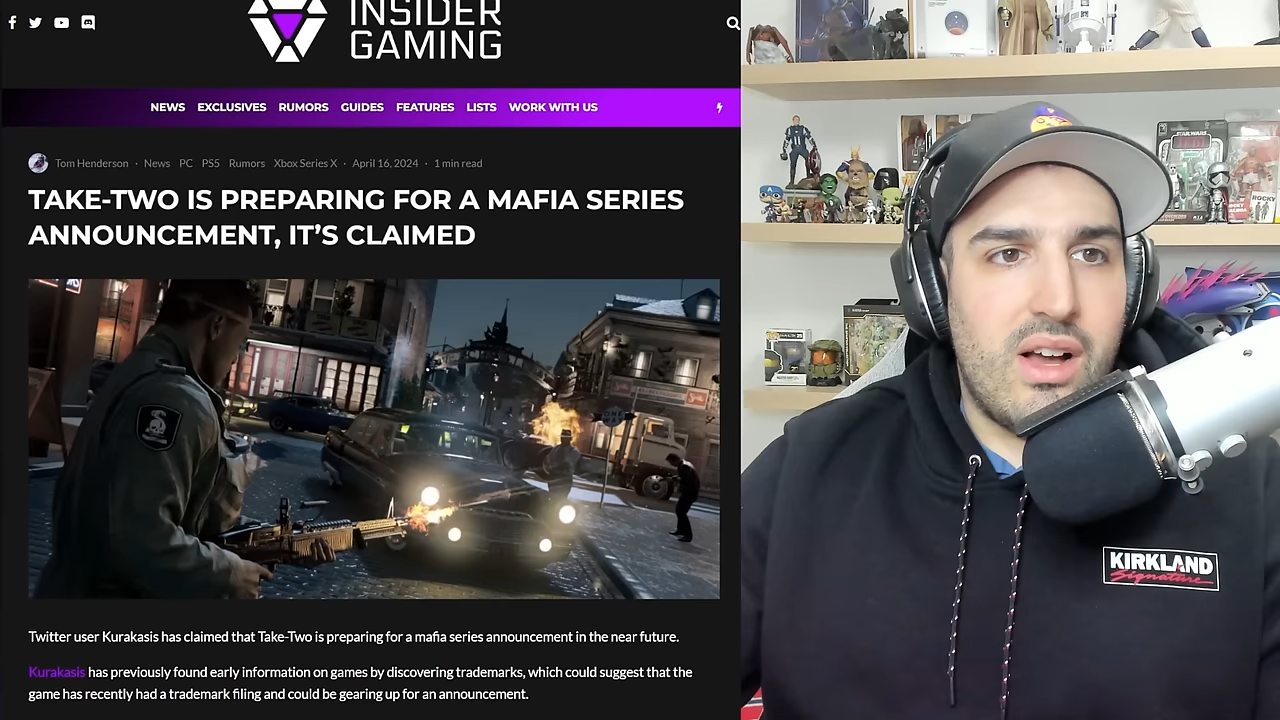 INSIDER
GAMING
NEWS EXCLUSIVES RUMORS GUIDES FEATURES LISTS WORK WITH US
Tom Henderson · News PC PS5 Rumors Xbox Series X · April 16, 2024 · 1 min read
TAKE-TWO IS PREPARING FOR A MAFIA SERIES
ANNOUNCEMENT, IT'S CLAIMED
ONE
Twitter user Kurakasis has claimed that Take-Two is preparing for a mafia series announcement in the near future.
Kurakasis has previously found early information on games by discovering trademarks, which could suggest that the
game has recently had a trademark filing and could be gearing up for an announcement.
ROCKY
KIRKLAND
Signature